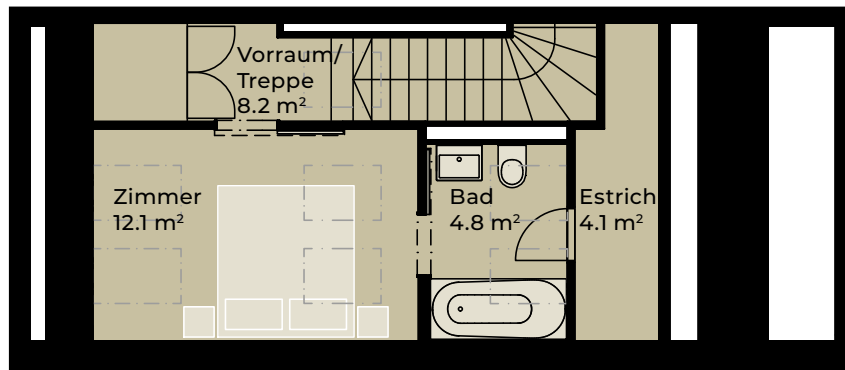 Vorraum/
Treppe
8.2 m²
Zimmer
12.1 m²
Bad
4.8 m²
Estrich
4.1 m²